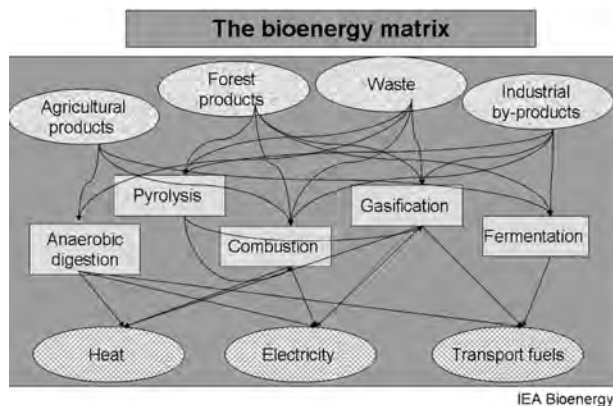 The bioenergy matrix
Agricultural
products
Forest
products
Waste
Industrial
by-products
Pyrolysis
Gasification
Anaerobic
digestion
Combustion
Fermentation
Heat
Electricity
Transport fuels
IEA Bioenergy